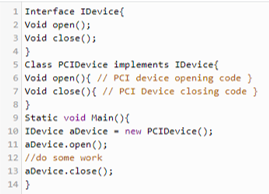 1 Interface IDevice{
2 Void open();
3 Void close();
4 }
5 Class PCIDevice implements IDevice{
6 Void open(){ // PCI device opening code }
7 Void close(){ // PCI Device closing code }
8 }
9 Static void Main(){
10 IDevice aDevice = new PCIDevice();
11 aDevice.open();
12 //do some work
13 aDevice.close();
14 }